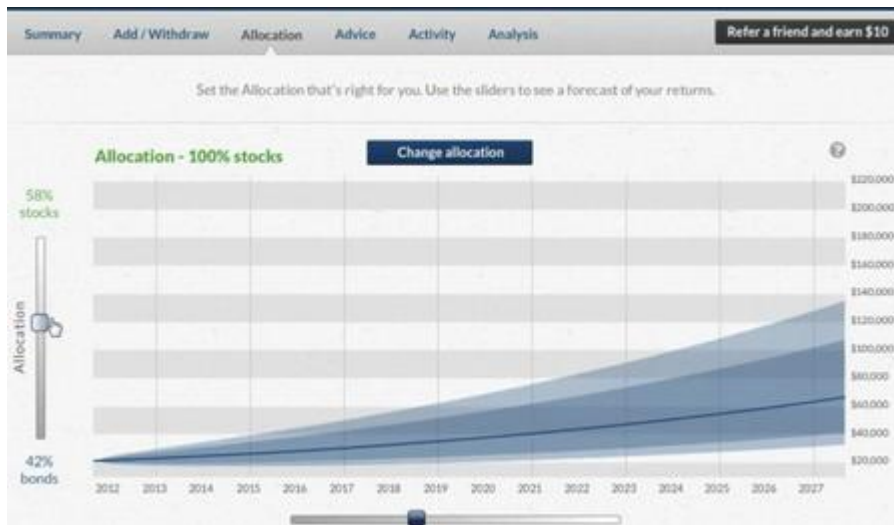 Summary Add / Withdraw Allocation Advice Activity Analysis Refer a friend and earn $10
Set the Allocation that's right for you. Use the sliders to see a forecast of your returns.
Allocation - 100% stocks Change allocation ?
58%
stocks
Allocation
42%
bonds
$220,000
$200,000
$180,000
$160,000
$140,000
$120,000
$100,000
$80,000
$60,000
$40,000
$20,000
2012 2013 2014 2015 2016 2017 2018 2019 2020 2021 2022 2023 2024 2025 2026 2027